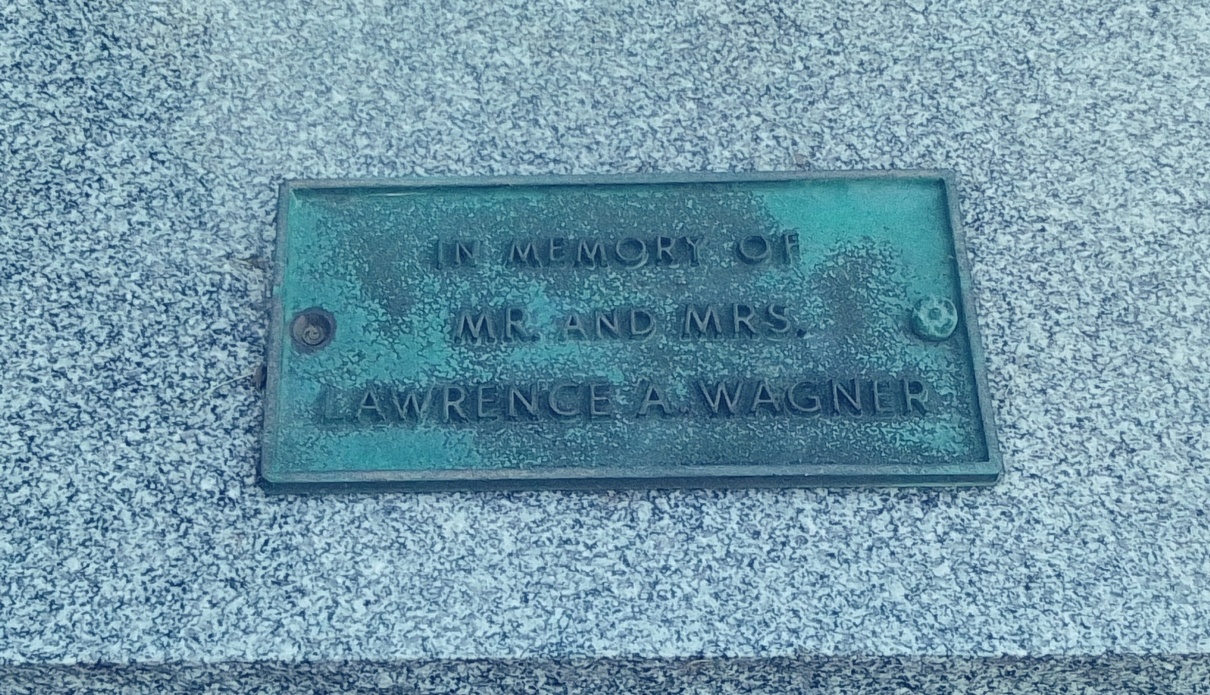 IN MEMORY OF
MR. AND MRS.
LAWRENCE A. WAGNER